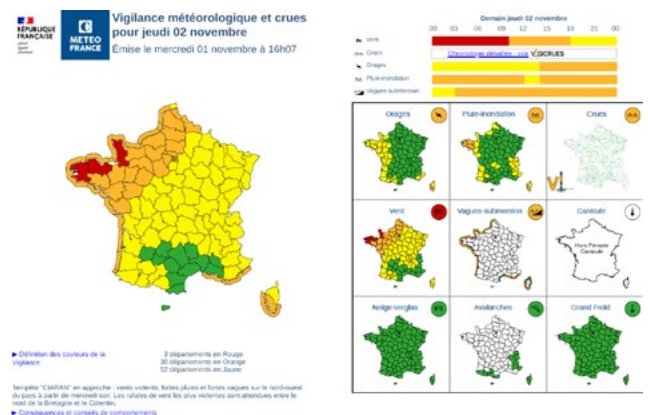 RÉPUBLIQUE
FRANÇAISE
METEO
FRANCE
Vigilance météorologique et crues
pour jeudi 02 novembre
Émise le mercredi 01 novembre à 16h07
Demain jeudi 02 novembre
00 03 06 09 12 15 18 21 00
Vent
Crues
Chronologie détaillée : voir VIGICRUES
Orages
Pluie-inondation
Vagues-submersion
Orages
Pluie-inondation
Crues
Vent
Vagues-submersion
Canicule
Hors Période
Canicule
Neige-verglas
Avalanches
Grand Froid
Définition des couleurs de la
Vigilance
3 départements en Rouge
30 départements en Orange
52 départements en Jaune
Tempête "CIARAN" en approche : vents violents, fortes pluies et fortes vagues sur le nord-ouest
du pays à partir de mercredi soir. Les rafales de vent les plus violentes sont attendues entre le
nord de la Bretagne et le Cotentin.
Conséquences et conseils de comportements